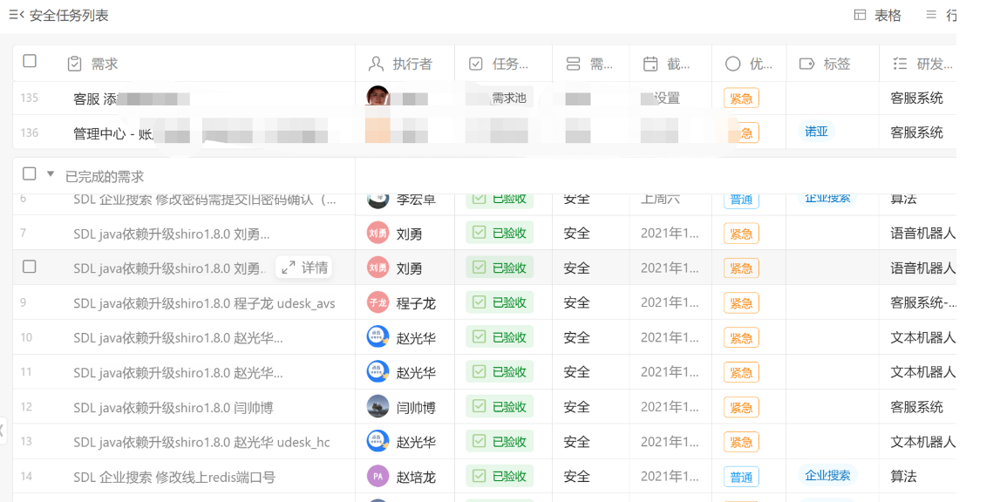 安全任务列表 表格 行
需求 执行者 任务... 需... 截... 优... 标签 研发...
135 客服 添 需求池 设置 紧急 客服系统
136 管理中心 - 账 急 诺亚 客服系统
已完成的需求
6 SDL 企业搜索 修改密码需提交旧密码确认（... 李宏卓 已验收 安全 上周六 普通 企业搜索 算法
7 SDL java依赖升级shiro1.8.0 刘勇... 刘勇 刘勇 已验收 安全 2021年1... 紧急 语音机器人
SDL java依赖升级shiro1.8.0 刘勇.. 详情 刘勇 刘勇 已验收 安全 2021年1... 紧急 语音机器人
9 SDL java依赖升级shiro1.8.0 程子龙 udesk_avs 子龙 程子龙 已验收 安全 2021年1... 紧急 客服系统-...
10 SDL java依赖升级shiro1.8.0 赵光华... 赵光华 已验收 安全 2021年1... 紧急 文本机器人
11 SDL java依赖升级shiro1.8.0 赵光华... 赵光华 已验收 安全 2021年1... 紧急 文本机器人
12 SDL java依赖升级shiro1.8.0 闫帅博 闫帅博 已验收 安全 2021年1... 紧急 客服系统
13 SDL java依赖升级shiro1.8.0 赵光华 udesk_hc 赵光华 已验收 安全 2021年1... 紧急 文本机器人
14 SDL 企业搜索 修改线上redis端口号 PA 赵培龙 已验收 安全 2021年1... 普通 企业搜索 算法